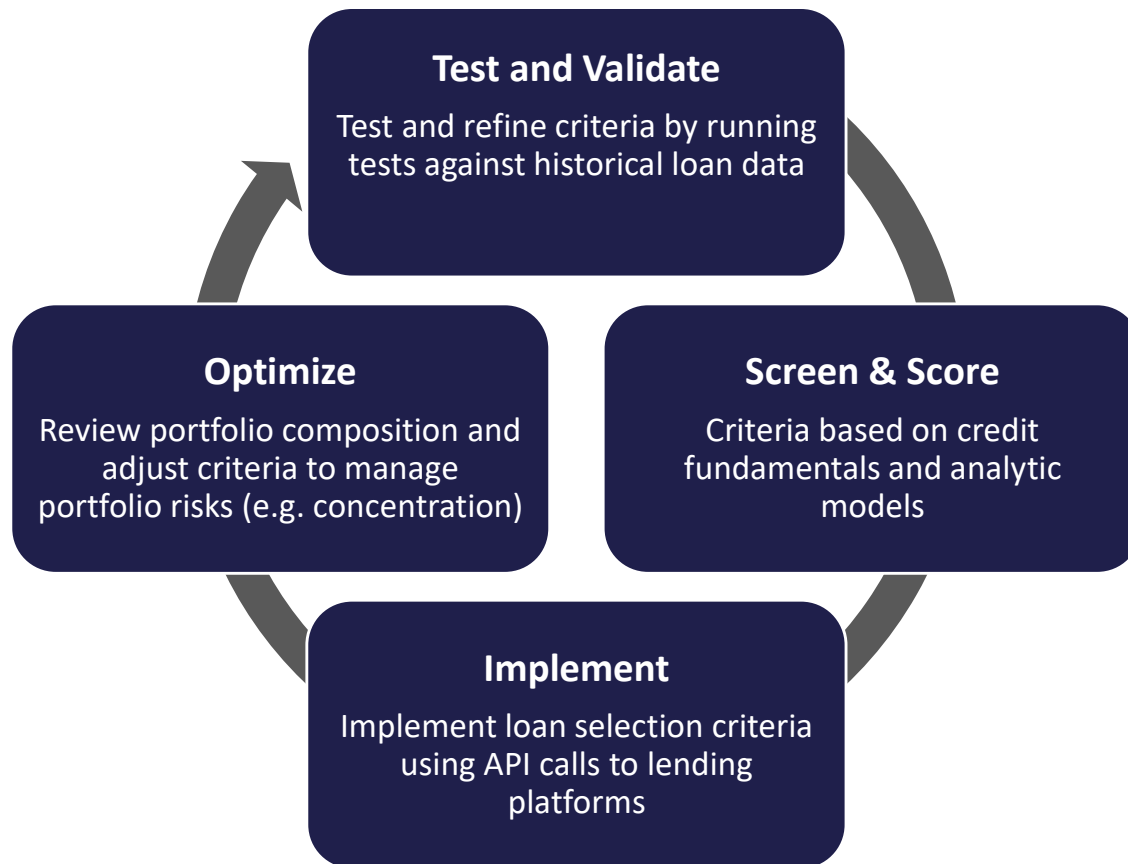 Test and Validate
Test and refine criteria by running
tests against historical loan data
Screen & Score
Criteria based on credit
fundamentals and analytic
models
Implement
Implement loan selection criteria
using API calls to lending
platforms
Optimize
Review portfolio composition and
adjust criteria to manage
portfolio risks (e.g. concentration)